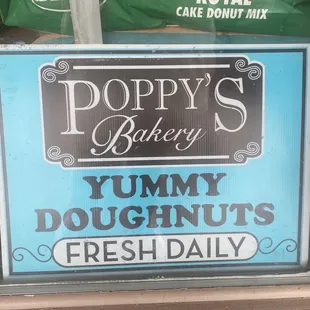 ROYAL
CAKE DONUT MIX
POPPY'S
Bakery
YUMMY
DOUGHNUTS
FRESH DAILY